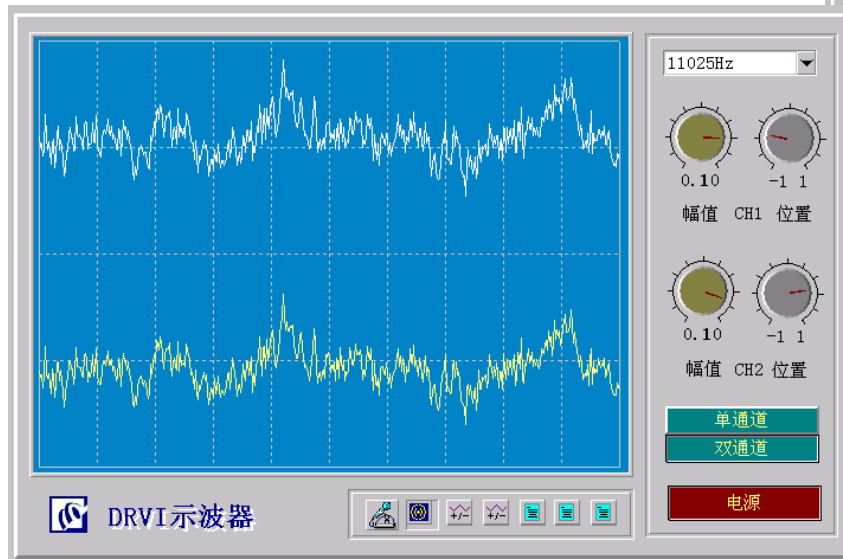 11025Hz
0.10
-1 1
幅值 CH1 位置
0.10
-1 1
幅值 CH2 位置
单通道
双通道
电源
DRVI示波器
+/-
+/-